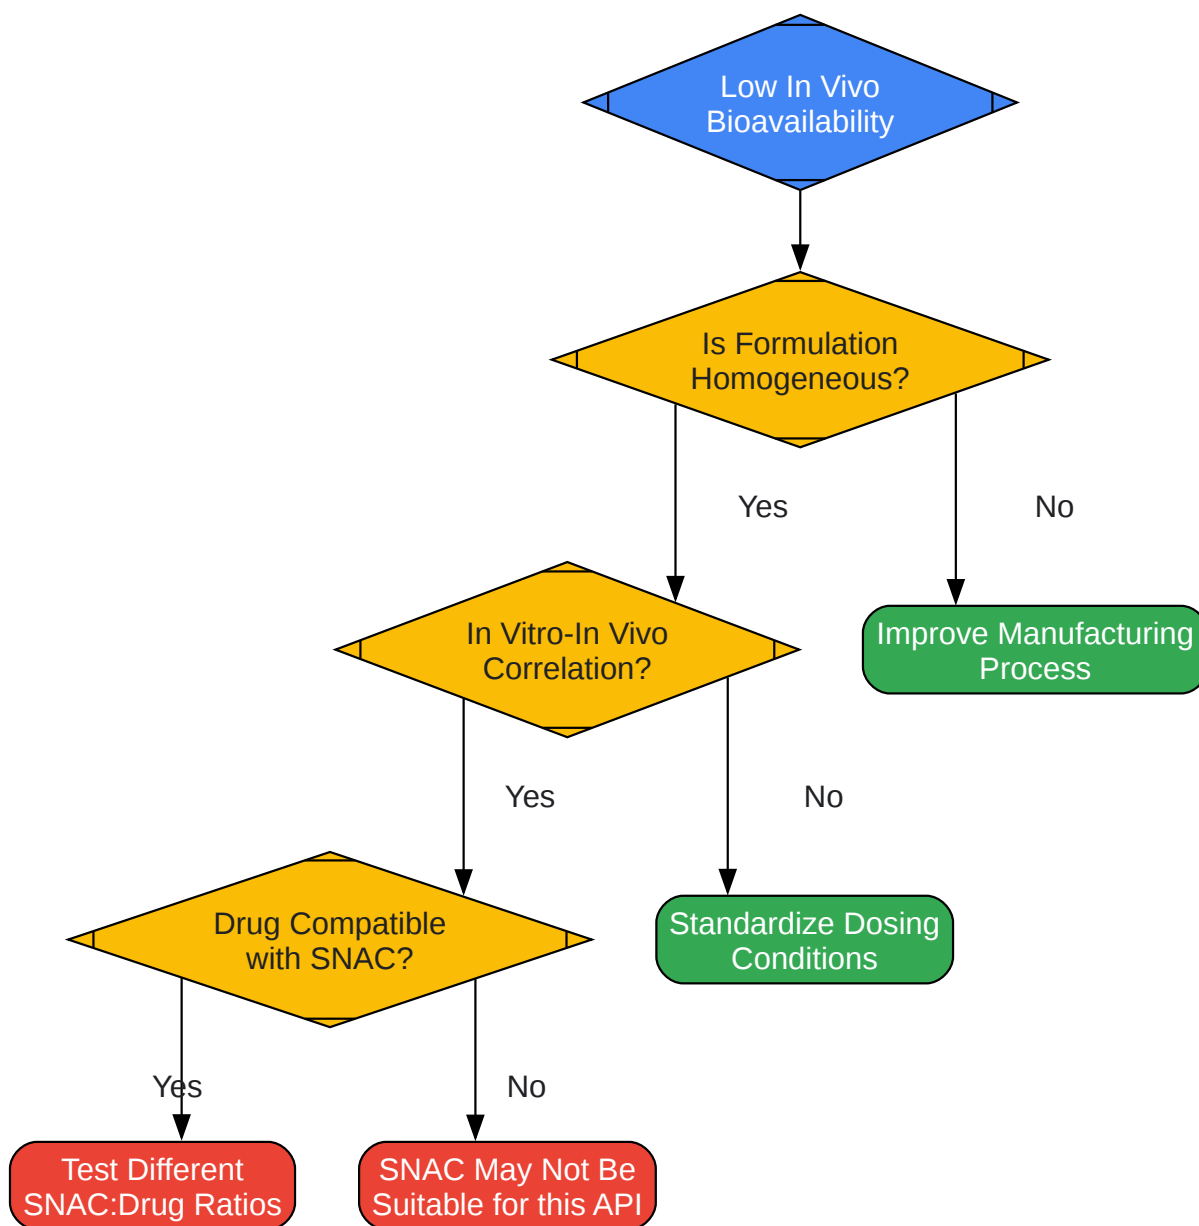 Low In Vivo
Bioavailability
Is Formulation
Homogeneous?
Yes
No
In Vitro-In Vivo
Correlation?
Improve Manufacturing
Process
Yes
No
Drug Compatible
with SNAC?
Standardize Dosing
Conditions
Yes
No
Test Different
SNAC:Drug Ratios
SNAC May Not Be
Suitable for this API